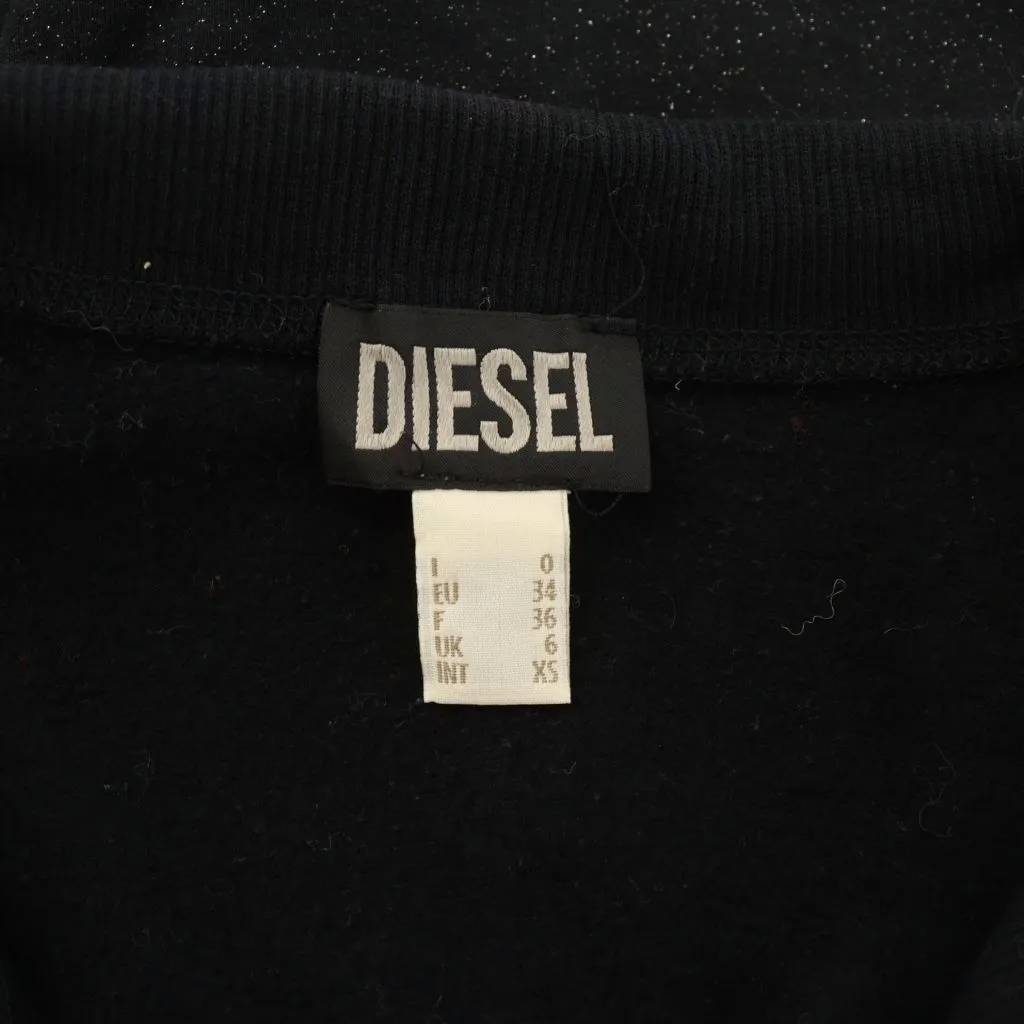 DIESEL
I 0
EU 34
F 36
UK 6
INT XS